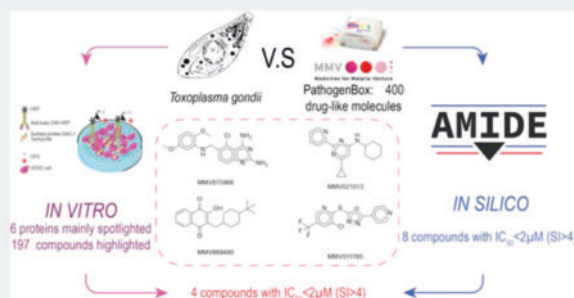 V.S
MMV
Medicines for Malaria Venture
Toxoplasma gondii
PathogenBox: 400
drug-like molecules
AMIDE
MMV675968
MMV021013
MMV689480
MMV011765
IN VITRO
6 proteins mainly spotlighted
197 compounds highlighted
IN SILICO
8 compounds with IC50<2μM (SI>4
4 compounds with IC <2μM (SI>4)